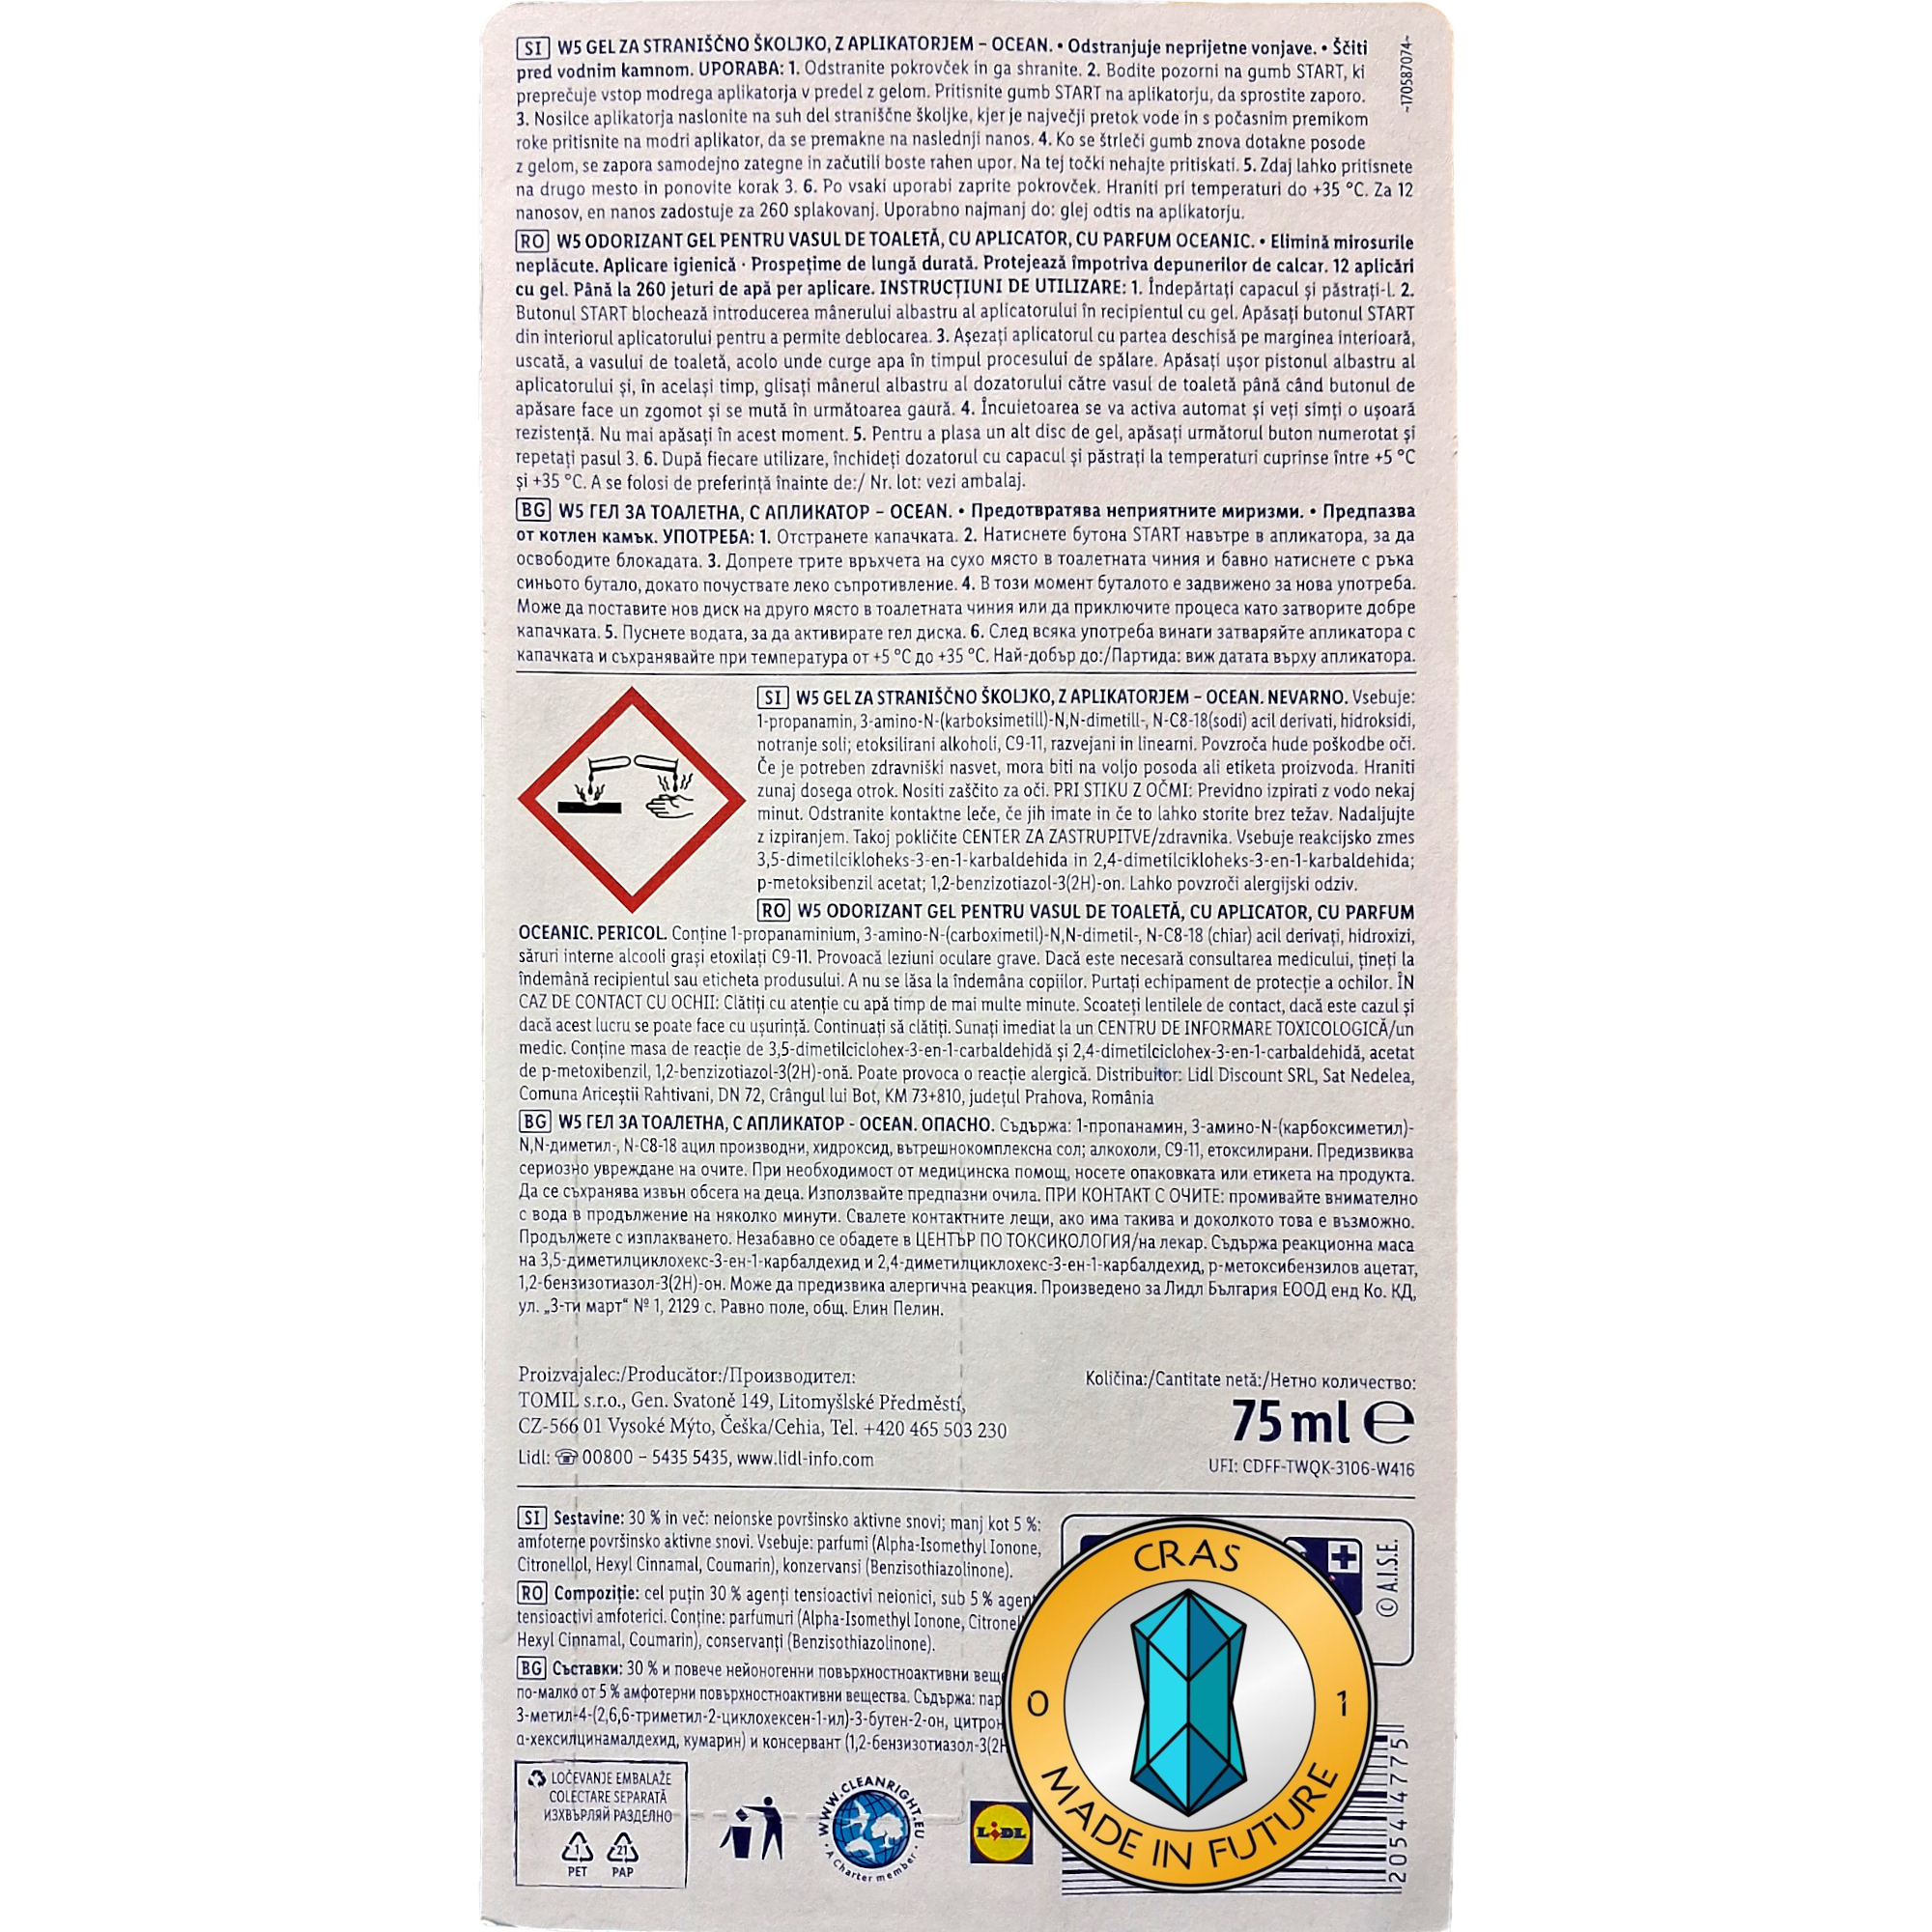 SI W5 GEL ZA STRANIŠČNO ŠKOLJKO, Z APLIKATORJEM – OCEAN. • Odstranjuje neprijetne vonjave. • Ščiti
pred vodnim kamnom. UPORABA: 1. Odstranite pokrovček in ga shranite. 2. Bodite pozorni na gumb START, ki
preprečuje vstop modrega aplikatorja v predel z gelom. Pritisnite gumb START na aplikatorju, da sprostite zaporo.
3. Nosilce aplikatorja naslonite na suh del straniščne školjke, kjer je največji pretok vode in s počasnim premikom
roke pritisnite na modri aplikator, da se premakne na naslednji nanos. 4. Ko se štrleči gumb znova dotakne posode
z gelom, se zapora samodejno zategne in začutili boste rahen upor. Na tej točki nehajte pritiskati. 5. Zdaj lahko pritisnete
na drugo mesto in ponovite korak 3. 6. Po vsaki uporabi zaprite pokrovček. Hraniti pri temperaturi do +35 °C. Za 12
nanosov, en nanos zadostuje za 260 splakovanj. Uporabno najmanj do: glej odtis na aplikatorju.
~170587074~
RO W5 ODORIZANT GEL PENTRU VASUL DE TOALETĂ, CU APLICATOR, CU PARFUM OCEANIC. • Elimină mirosurile
neplăcute. Aplicare igienică · Prospețime de lungă durată. Protejează împotriva depunerilor de calcar. 12 aplicări
cu gel. Până la 260 jeturi de apă per aplicare. INSTRUCȚIUNI DE UTILIZARE: 1. Îndepărtați capacul și păstrați-l. 2.
Butonul START blochează introducerea mânerului albastru al aplicatorului în recipientul cu gel. Apăsați butonul START
din interiorul aplicatorului pentru a permite deblocarea. 3. Așezați aplicatorul cu partea deschisă pe marginea interioară,
uscată, a vasului de toaletă, acolo unde curge apa în timpul procesului de spălare. Apăsați ușor pistonul albastru al
aplicatorului și, în același timp, glisați mânerul albastru al dozatorului către vasul de toaletă până când butonul de
apăsare face un zgomot și se mută în următoarea gaură. 4. Încuietoarea se va activa automat și veți simți o ușoară
rezistență. Nu mai apăsați în acest moment. 5. Pentru a plasa un alt disc de gel, apăsați următorul buton numerotat și
repetați pasul 3. 6. După fiecare utilizare, închideți dozatorul cu capacul și păstrați la temperaturi cuprinse între +5 °C
și +35 °C. A se folosi de preferință înainte de:/ Nr. lot: vezi ambalaj.
BG W5 ГЕЛ ЗА ТОАЛЕТНА, С АПЛИКАТОР – OCEAN. • Предотвратява неприятните миризми. • Предпазва
от котлен камък. УПОТРЕБА: 1. Отстранете капачката. 2. Натиснете бутона START навътре в апликатора, за да
освободите блокадата. 3. Допрете трите връхчета на сухо място в тоалетната чиния и бавно натиснете с ръка
синьото бутало, докато почуствате леко съпротивление. 4. В този момент буталото е задвижено за нова употреба.
Може да поставите нов диск на друго място в тоалетната чиния или да приключите процеса като затворите добре
капачката. 5. Пуснете водата, за да активирате гел диска. 6. След всяка употреба винаги затваряйте апликатора с
капачката и съхранявайте при температура от +5 °C до +35 °C. Най-добър до:/Партида: виж датата върху апликатора.
SI W5 GEL ZA STRANIŠČNO ŠKOLJKO, Z APLIKATORJEM – OCEAN. NEVARNO. Vsebuje:
1-propanamin, 3-amino-N-(karboksimetill)-N,N-dimetill-, N-C8-18(sodi) acil derivati, hidroksidi,
notranje soli; etoksilirani alkoholi, C9-11, razvejani in linearni. Povzroča hude poškodbe oči.
Če je potreben zdravniški nasvet, mora biti na voljo posoda ali etiketa proizvoda. Hraniti
zunaj dosega otrok. Nositi zaščito za oči. PRI STIKU Z OČMI: Previdno izpirati z vodo nekaj
minut. Odstranite kontaktne leče, če jih imate in če to lahko storite brez težav. Nadaljujte
z izpiranjem. Takoj pokličite CENTER ZA ZASTRUPITVE/zdravnika. Vsebuje reakcijsko zmes
3,5-dimetilcikloheks-3-en-1-karbaldehida in 2,4-dimetilcikloheks-3-en-1-karbaldehida;
p-metoksibenzil acetat; 1,2-benzizotiazol-3(2H)-on. Lahko povzroči alergijski odziv.
RO W5 ODORIZANT GEL PENTRU VASUL DE TOALETĂ, CU APLICATOR, CU PARFUM
OCEANIC. PERICOL. Conține 1-propanaminium, 3-amino-N-(carboximetil)-N,N-dimetil-, N-C8-18 (chiar) acil derivați, hidroxizi,
săruri interne alcooli grași etoxilați C9-11. Provoacă leziuni oculare grave. Dacă este necesară consultarea medicului, țineți la
îndemână recipientul sau eticheta produsului. A nu se lăsa la îndemâna copiilor. Purtați echipament de protecție a ochilor. ÎN
CAZ DE CONTACT CU OCHII: Clătiți cu atenție cu apă timp de mai multe minute. Scoateți lentilele de contact, dacă este cazul și
dacă acest lucru se poate face cu ușurință. Continuați să clătiți. Sunați imediat la un CENTRU DE INFORMARE TOXICOLOGICĂ/un
medic. Conține masa de reacție de 3,5-dimetilciclohex-3-en-1-carbaldehidă și 2,4-dimetilciclohex-3-en-1-carbaldehidă, acetat
de p-metoxibenzil, 1,2-benzizotiazol-3(2H)-onă. Poate provoca o reacție alergică. Distribuitor: Lidl Discount SRL, Sat Nedelea,
Comuna Ariceștii Rahtivani, DN 72, Crângul lui Bot, KM 73+810, județul Prahova, România
BG W5 ГЕЛ ЗА ТОАЛЕТНА, С АПЛИКАТОР - OCEAN. ОПАСНО. Съдържа: 1-пропанамин, 3-амино-N-(карбоксиметил)-
N,N-диметил-, N-C8-18 ацил производни, хидроксид, вътрешнокомплексна сол; алкохоли, C9-11, етоксилирани. Предизвиква
сериозно увреждане на очите. При необходимост от медицинска помощ, носете опаковката или етикета на продукта.
Да се съхранява извън обсега на деца. Използвайте предпазни очила. ПРИ КОНТАКТ С ОЧИТЕ: промивайте внимателно
с вода в продължение на няколко минути. Свалете контактните лещи, ако има такива и доколкото това е възможно.
Продължете с изплакването. Незабавно се обадете в ЦЕНТЪР ПО ТОКСИКОЛОГИЯ/на лекар. Съдържа реакционна маса
на 3,5-диметилциклохекс-3-ен-1-карбалдехид и 2,4-диметилциклохекс-3-ен-1-карбалдехид, р-метоксибензилов ацетат,
1,2-бензизотиазол-3(2H)-он. Може да предизвика алергична реакция. Произведено за Лидл България ЕООД енд Ко. КД,
ул. „3-ти март“ № 1, 2129 с. Равно поле, общ. Елин Пелин.
Proizvajalec:/Producător:/Производител:
TOMIL s.r.o., Gen. Svatoně 149, Litomyšlské Předměstí,
CZ-566 01 Vysoké Mýto, Češka/Cehia, Tel. +420 465 503 230
Lidl: ☏ 00800 – 5435 5435, www.lidl-info.com
Količina:/Cantitate netă:/Нетно количество:
75 ml ℮
UFI: CDFF-TWQK-3106-W416
SI Sestavine: 30 % in več: neionske površinsko aktivne snovi; manj kot 5 %:
amfoterne površinsko aktivne snovi. Vsebuje: parfumi (Alpha-Isomethyl Ionone,
Citronellol, Hexyl Cinnamal, Coumarin), konzervansi (Benzisothiazolinone).
RO Compoziție: cel puțin 30 % agenți tensioactivi neionici, sub 5 %
tensioactivi amfoterici. Conține: parfumuri (Alpha-Isomethyl Ionone,
Hexyl Cinnamal, Coumarin), conservanți (Benzisothiazolinone).
BG Съставки: 30 % и повече нейоногенни повърхностноактивни
по-малко от 5 % амфотерни повърхностноактивни вещества. Съдържа:
3-метил-4-(2,6,6-триметил-2-циклохексен-1-ил)-3-бутен-2-он,
α-хексилцинамалдехид, кумарин) и консервант
© A.I.S.E.
CRAS
0 1
MADE IN FUTURE
LOČEVANJE EMBALAŽE
COLECTARE SEPARATĂ
ИЗХВЪРЛЯЙ РАЗДЕЛНО
1 21
PET PAP
WWW.CLEANRIGHT.EU
A Charter member
LIDL
20544775